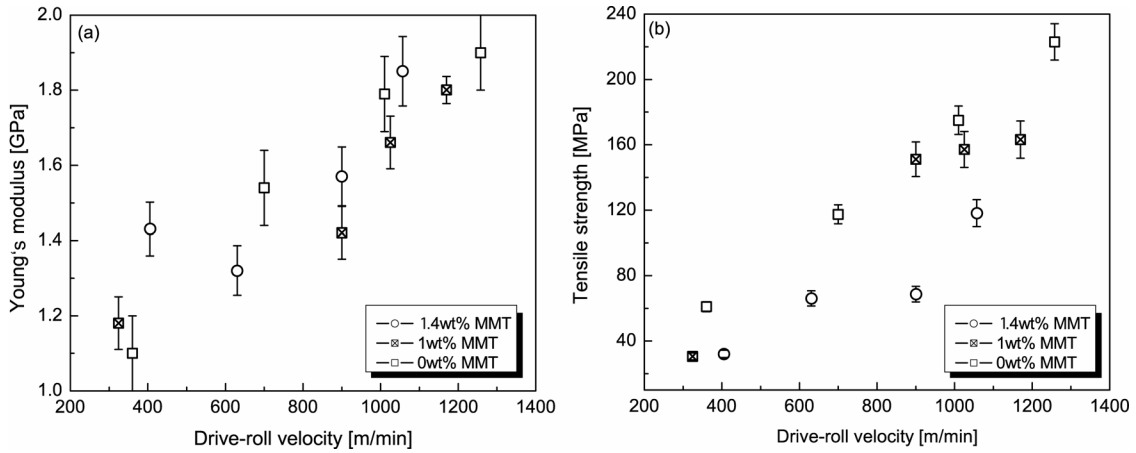 (a)
Young's modulus [GPa]
2.0
1.8
1.6
1.4
1.2
1.0
200 400 600 800 1000 1200 1400
Drive-roll velocity [m/min]
1.4wt% MMT
1wt% MMT
0wt% MMT
(b)
Tensile strength [MPa]
240
200
160
120
80
40
200 400 600 800 1000 1200 1400
Drive-roll velocity [m/min]
1.4wt% MMT
1wt% MMT
0wt% MMT